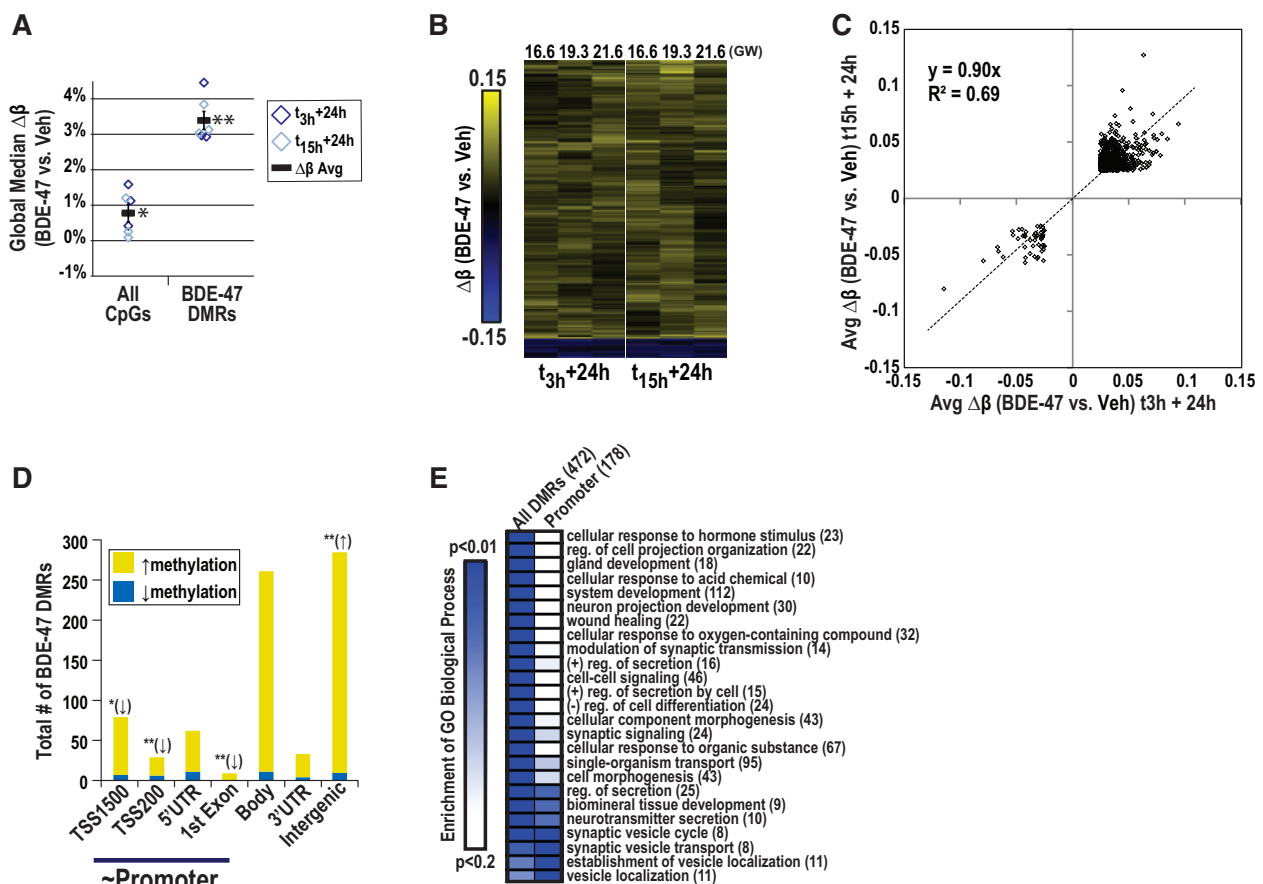 A
Global Median Δβ
(BDE-47 vs. Veh)
4%
3%
2%
1%
0%
-1%
**
*
All
CpGs
BDE-47
DMRs
t3h+24h
t15h+24h
Δβ Avg
B
16.6 19.3 21.6 16.6 19.3 21.6 (GW)
0.15
Δβ (BDE-47 vs. Veh)
-0.15
t3h+24h t15h+24h
C
y = 0.90x
R² = 0.69
Avg Δβ (BDE-47 vs. Veh) t15h + 24h
0.15
0.1
0.05
0
-0.05
-0.1
-0.15
-0.15 -0.1 -0.05 0 0.05 0.1 0.15
Avg Δβ (BDE-47 vs. Veh) t3h + 24h
D
Total # of BDE-47 DMRs
300
250
200
150
100
50
0
↑methylation
↓methylation
*(↓)
**(↓)
**(↓)
**(↑)
TSS1500
TSS200
5'UTR
1st Exon
Body
3'UTR
Intergenic
~Promoter
E
All DMRs (472)
Promoter (178)
p<0.01
Enrichment of GO Biological Process
p<0.2
cellular response to hormone stimulus (23)
reg. of cell projection organization (22)
gland development (18)
cellular response to acid chemical (10)
system development (112)
neuron projection development (30)
wound healing (22)
cellular response to oxygen-containing compound (32)
modulation of synaptic transmission (14)
(+) reg. of secretion (16)
cell-cell signaling (46)
(+) reg. of secretion by cell (15)
(-) reg. of cell differentiation (24)
cellular component morphogenesis (43)
synaptic signaling (24)
cellular response to organic substance (67)
single-organism transport (95)
cell morphogenesis (43)
reg. of secretion (25)
biomineral tissue development (9)
neurotransmitter secretion (10)
synaptic vesicle cycle (8)
synaptic vesicle transport (8)
establishment of vesicle localization (11)
vesicle localization (11)